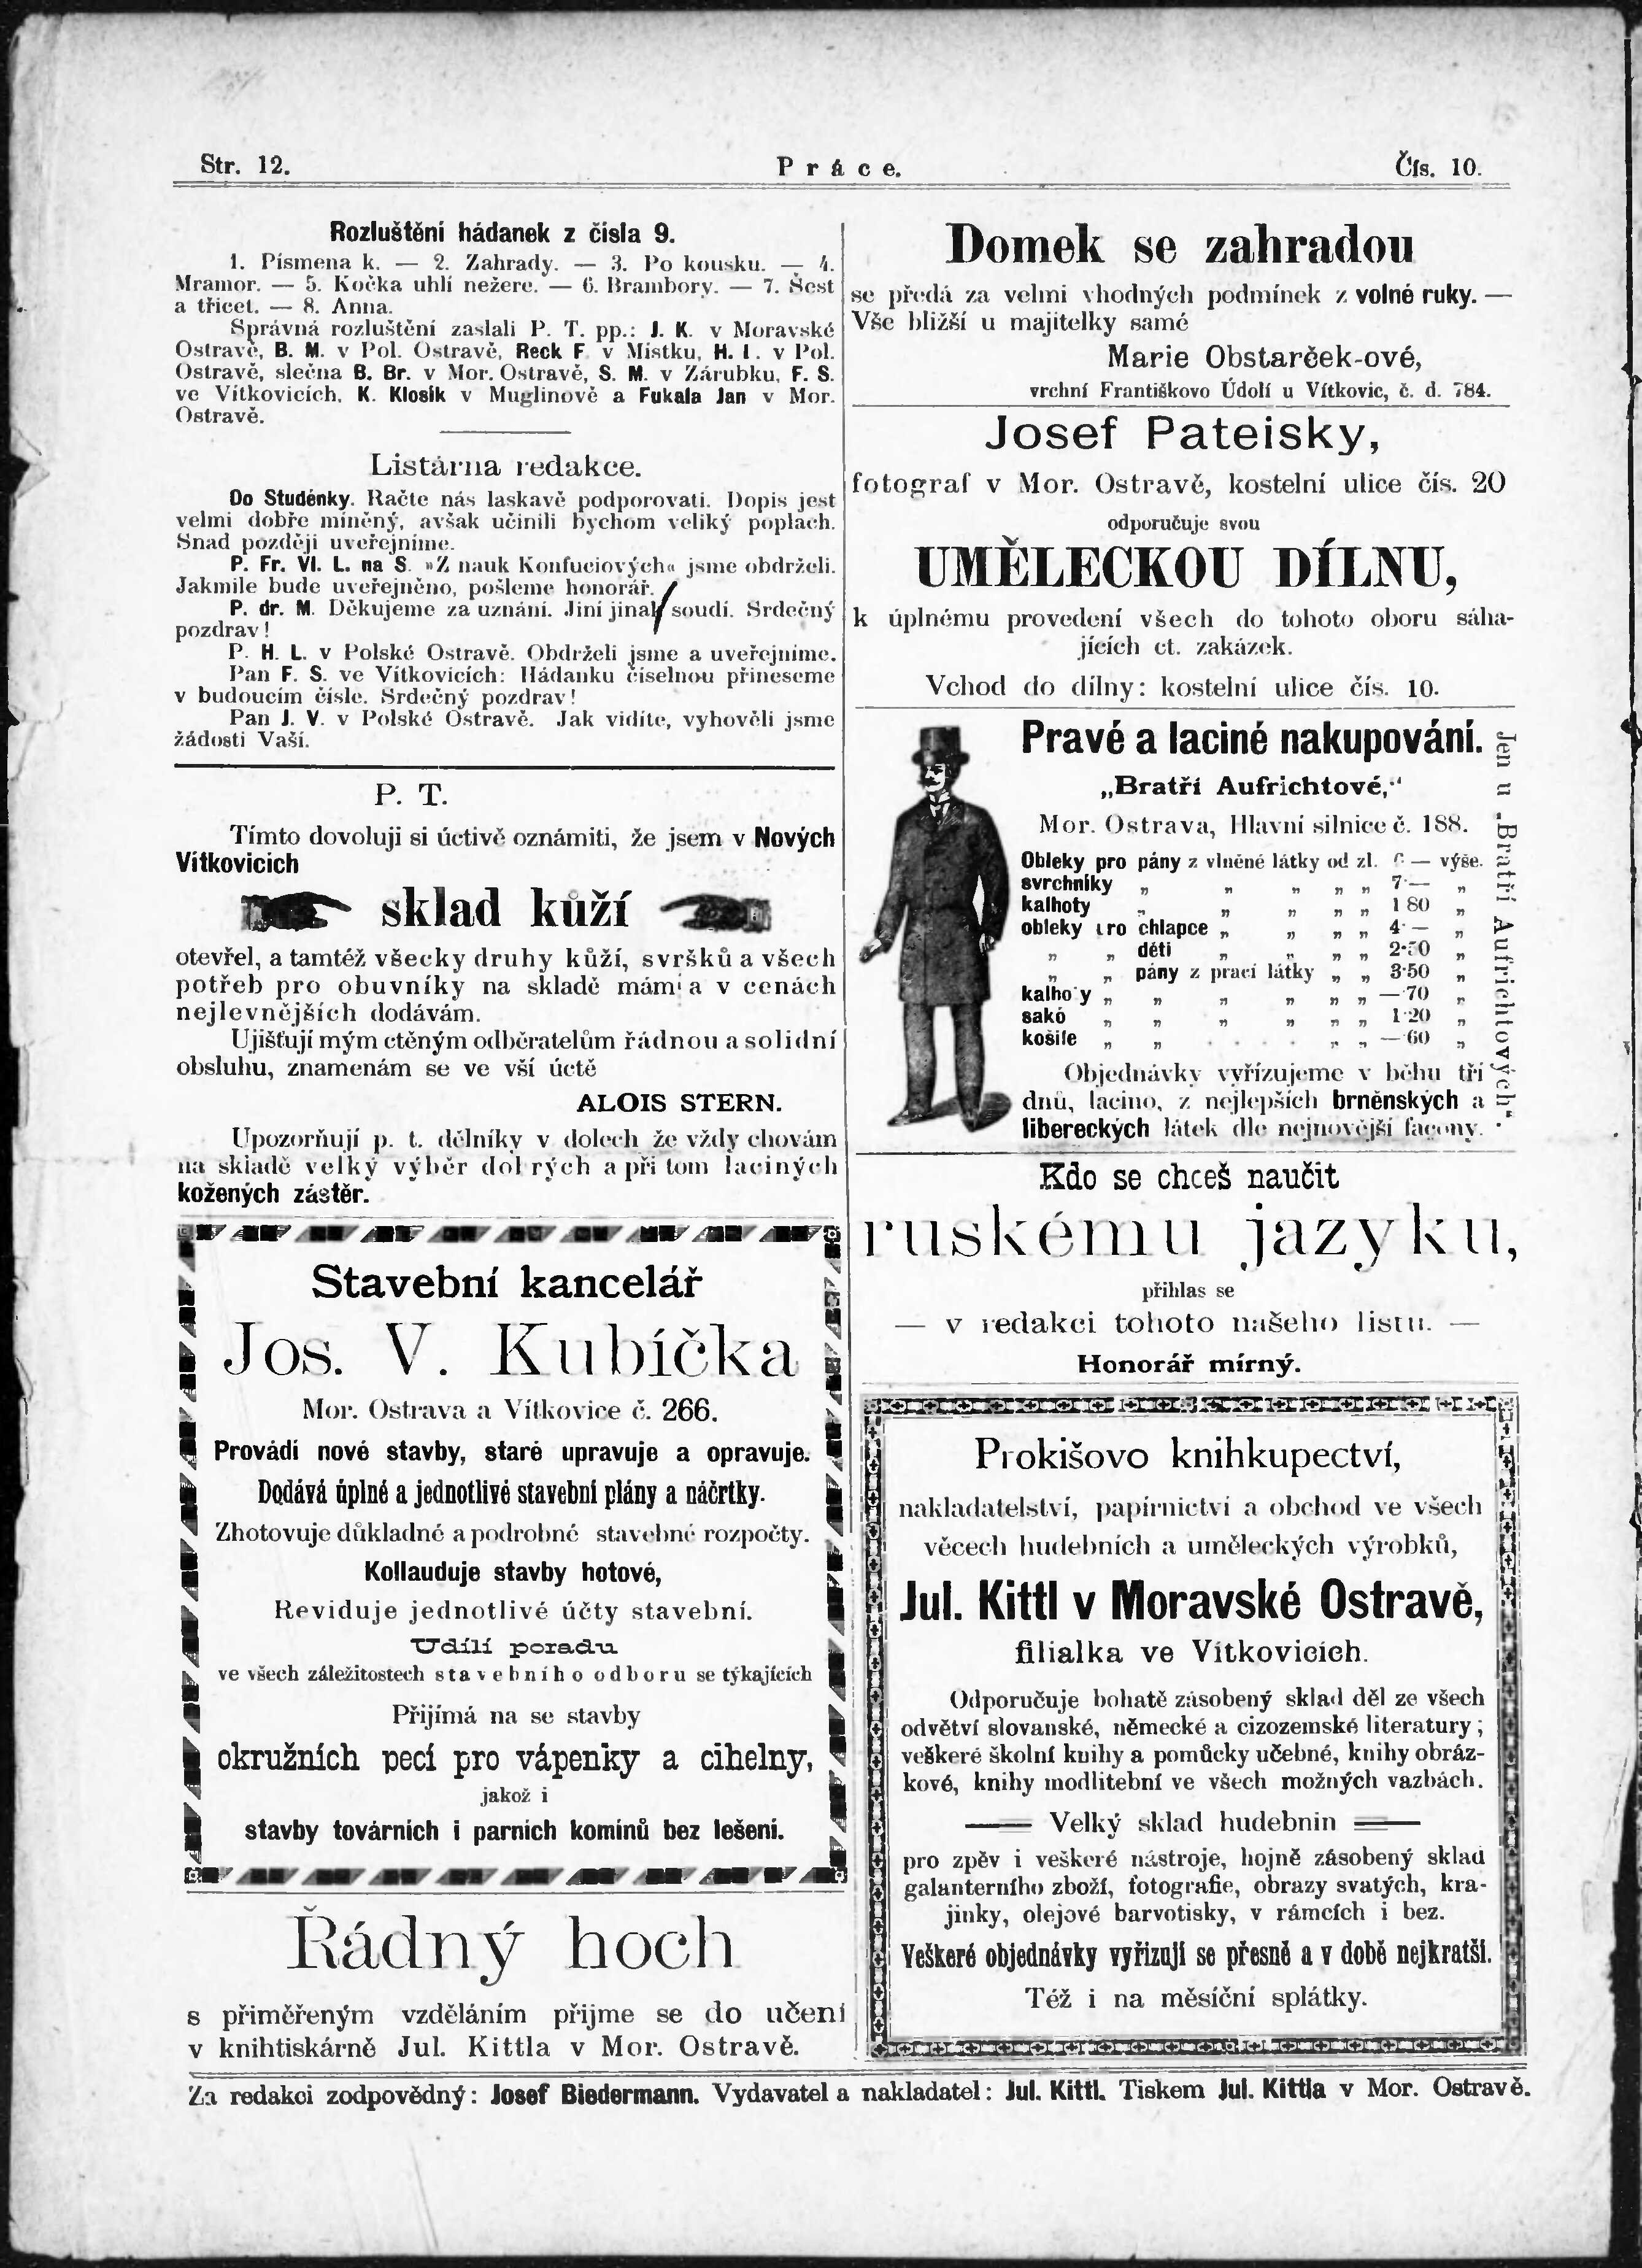 Str. 12.
Práce.
Čís. 10.
Rozluštění hádanek z čísla 9.
1. Písmena k. — 2. Zahrady. — 3. Po kousku. — 4.
Mramor. — 5. Kočka uhlí nežere. — 6. Brambory. — 7. Šest
a třicet. — 8. Anna.
Správná rozluštění zaslali P. T. pp.: J. K. v Moravské
Ostravě, B. M. v Pol. Ostravě, Reck F. v Místku, H. L. v Pol.
Ostravě, slečna B. Br. v Mor. Ostravě, S. M. v Zárubku, F. S.
ve Vítkovicích, K. Klosik v Muglinově a Fukala Jan v Mor.
Ostravě.
Listárna redakce.
Do Studénky. Račte nás laskavě podporovati. Dopis jest
velmi dobře míněný, avšak učinili bychom veliký poplach.
Snad později uveřejníme.
P. Fr. Vl. L. na S. »Z nauk Konfuciových« jsme obdrželi.
Jakmile bude uveřejněno, pošleme honorář.
P. dr. M. Děkujeme za uznání. Jiní jinak soudí. Srdečný
pozdrav!
P. H. L. v Polské Ostravě. Obdrželi jsme a uveřejníme.
Pan F. S. ve Vítkovicích: Hádanku číselnou přineseme
v budoucím čísle. Srdečný pozdrav!
Pan J. V. v Polské Ostravě. Jak vidíte, vyhověli jsme
žádosti Vaší.
P. T.
Tímto dovoluji si úctivě oznámiti, že jsem v Nových
Vítkovicích
sklad kůží
otevřel, a tamtéž všecky druhy kůží, svršků a všech
potřeb pro obuvníky na skladě mám a v cenách
nejlevnějších dodávám.
Ujišťují mým ctěným odběratelům řádnou a solidní
obsluhu, znamenám se ve vší úctě
ALOIS STERN.
Upozorňují p. t. dělníky v dolech že vždy chovám
na skladě velký výběr dobrých a při tom laciných
kožených zástěr.
Stavební kancelář
Jos. V. Kubíčka
Mor. Ostrava a Vítkovice č. 266.
Provádí nové stavby, staré upravuje a opravuje.
Dodává úplné a jednotlivé stavební plány a náčrtky.
Zhotovuje důkladné a podrobné stavebné rozpočty.
Kollauduje stavby hotové,
Reviduje jednotlivé účty stavební.
Udílí poradu
ve všech záležitostech stavebního odboru se týkajících
Přijímá na se stavby
okružních pecí pro vápenky a cihelny,
jakož i
stavby továrních i parních komínů bez lešení.
Řádný hoch
s přiměřeným vzděláním přijme se do učení
v knihtiskárně Jul. Kittla v Mor. Ostravě.
Domek se zahradou
se předá za velmi vhodných podmínek z volné ruky. —
Vše bližší u majitelky samé
Marie Obstarček-ové,
vrchní Františkovo Údolí u Vítkovic, č. d. 784.
Josef Pateisky,
fotograf v Mor. Ostravě, kostelní ulice čís. 20
odporučuje svou
UMĚLECKOU DÍLNU,
k úplnému provedení všech do tohoto oboru sáha-
jících ct. zakázek.
Vchod do dílny: kostelní ulice čís. 10.
Pravé a laciné nakupování.
„Bratří Aufrichtové,“
Mor. Ostrava, Hlavní silnice č. 188.
Obleky pro pány z vlněné látky od zl. 6 — výše.
svrchníky „ „ „ „ „ 7·— „
kalhoty „ „ „ „ „ 1 80 „
obleky pro chlapce „ „ „ „ 4·— „
„ „ děti „ „ „ „ 2·50 „
„ „ pány z prací látky „ „ 3·50 „
kalhoty „ „ „ „ „ „ —·70 „
sakó „ „ „ „ „ „ 1·20 „
košile „ „ . . . . „ „ —·60 „
Objednávky vyřizujeme v běhu tří
dnů, lacino, z nejlepších brněnských a
libereckých látek dle nejnovější façony.
Jen u „Bratří Aufrichtových“.
Kdo se chceš naučit
ruskému jazyku,
přihlas se
— v redakci tohoto našeho listu. —
Honorář mírný.
Prokišovo knihkupectví,
nakladatelství, papírnictví a obchod ve všech
věcech hudebních a uměleckých výrobků,
Jul. Kittl v Moravské Ostravě,
filialka ve Vítkovicích.
Odporučuje bohatě zásobený sklad děl ze všech
odvětví slovanské, německé a cizozemské literatury;
veškeré školní knihy a pomůcky učebné, knihy obráz-
kové, knihy modlitební ve všech možných vazbách.
Velký sklad hudebnin
pro zpěv i veškeré nástroje, hojně zásobený sklad
galanterního zboží, fotografie, obrazy svatých, kra-
jinky, olejové barvotisky, v rámcích i bez.
Veškeré objednávky vyřizují se přesně a v době nejkratší.
Též i na měsíční splátky.
Za redakci zodpovědný: Josef Biedermann. Vydavatel a nakladatel: Jul. Kittl. Tiskem Jul. Kittla v Mor. Ostravě.